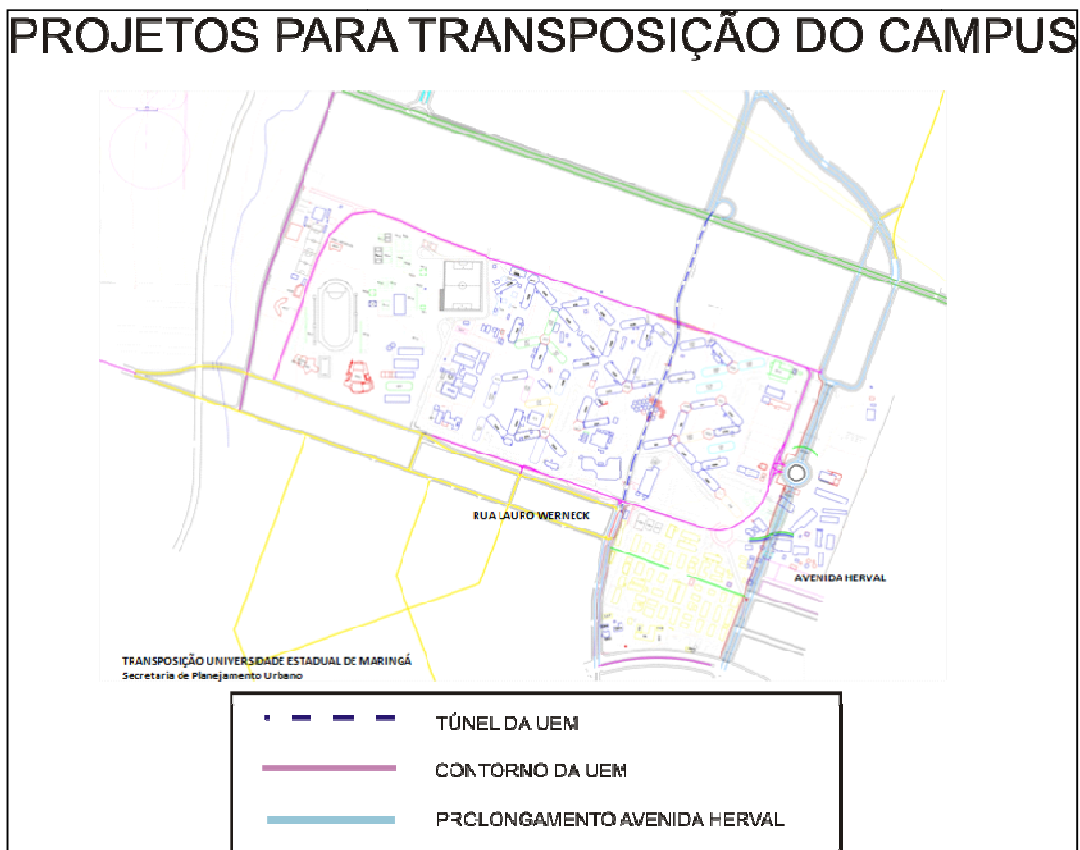 PROJETOS PARA TRANSPOSIÇÃO DO CAMPUS
RUA LAURO WERNECK
AVENIDA HERVAL
TRANSPOSIÇÃO UNIVERSIDADE ESTADUAL DE MARINGÁ
Secretaria de Planejamento Urbano
TÚNEL DA UEM
CONTORNO DA UEM
PROLONGAMENTO AVENIDA HERVAL